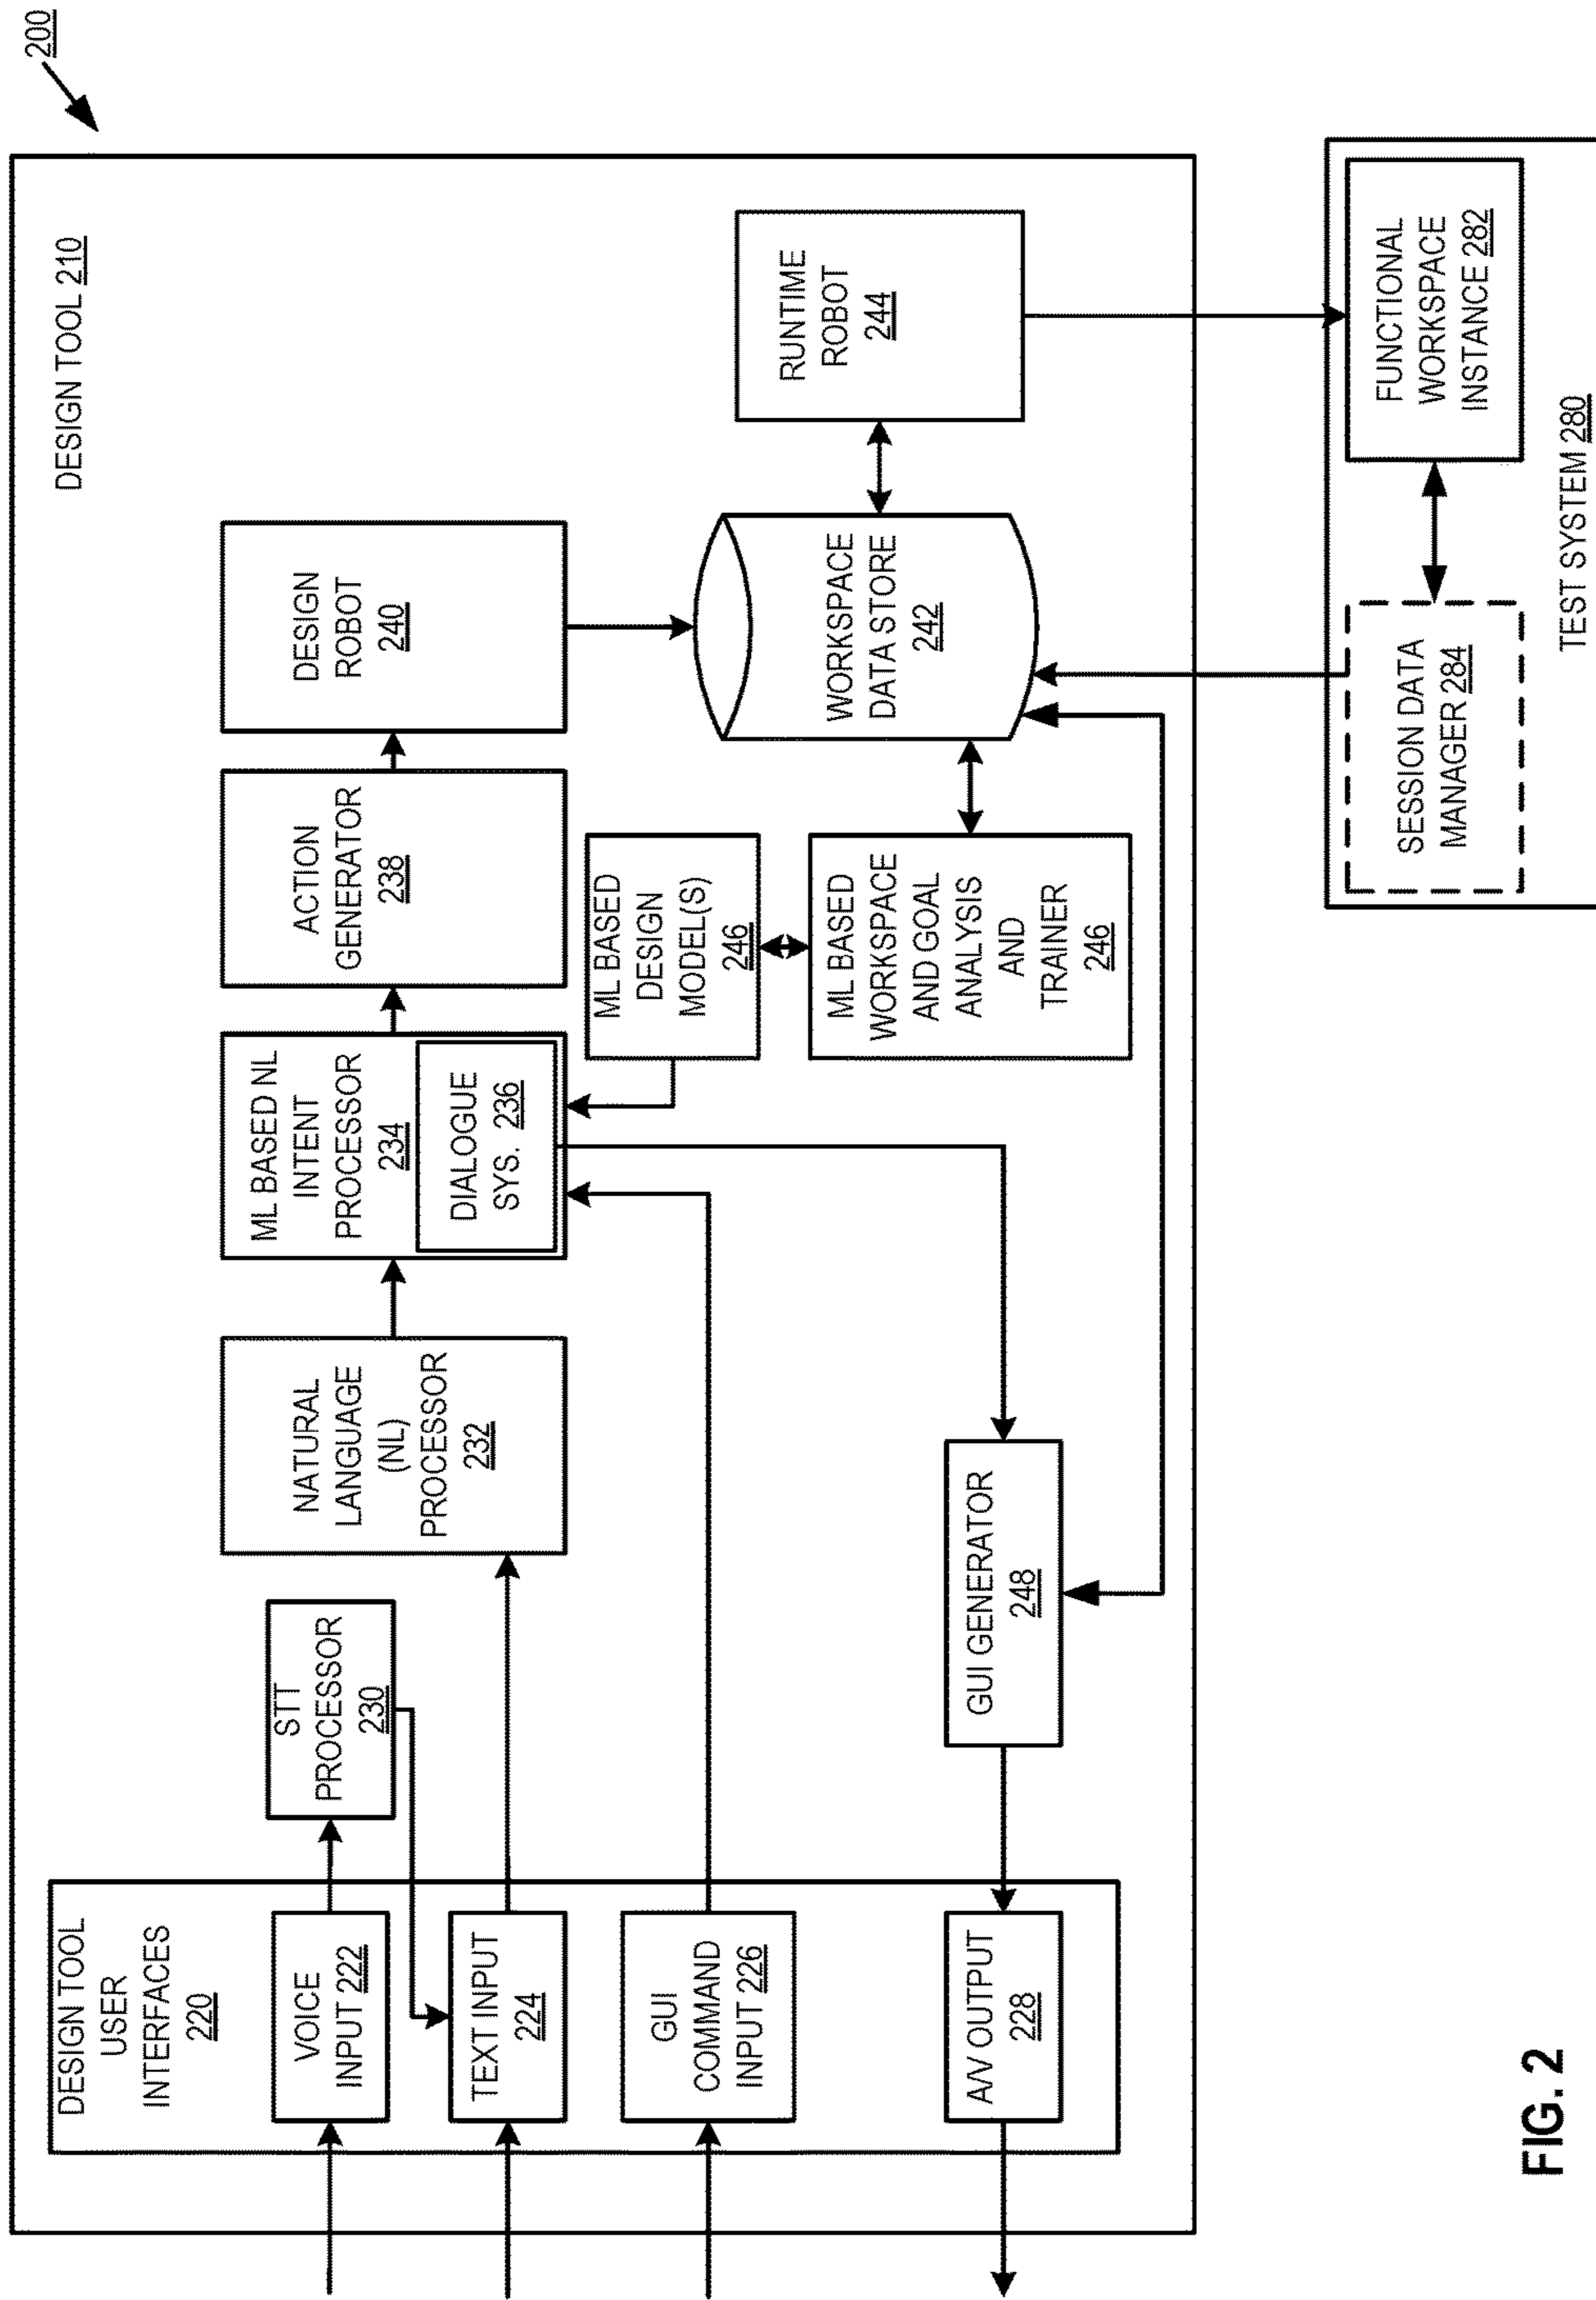 200
DESIGN TOOL 210
DESIGN TOOL
USER
INTERFACES
220
VOICE
INPUT 222
TEXT INPUT
224
GUI
COMMAND
INPUT 226
A/V OUTPUT
228
STT
PROCESSOR
230
NATURAL
LANGUAGE
(NL)
PROCESSOR
232
ML BASED NL
INTENT
PROCESSOR
234
DIALOGUE
SYS. 236
ACTION
GENERATOR
238
DESIGN
ROBOT
240
ML BASED
DESIGN
MODEL(S)
246
ML BASED
WORKSPACE
AND GOAL
ANALYSIS
AND
TRAINER
246
WORKSPACE
DATA STORE
242
RUNTIME
ROBOT
244
GUI GENERATOR
248
SESSION DATA
MANAGER 284
FUNCTIONAL
WORKSPACE
INSTANCE 282
TEST SYSTEM 280
FIG. 2